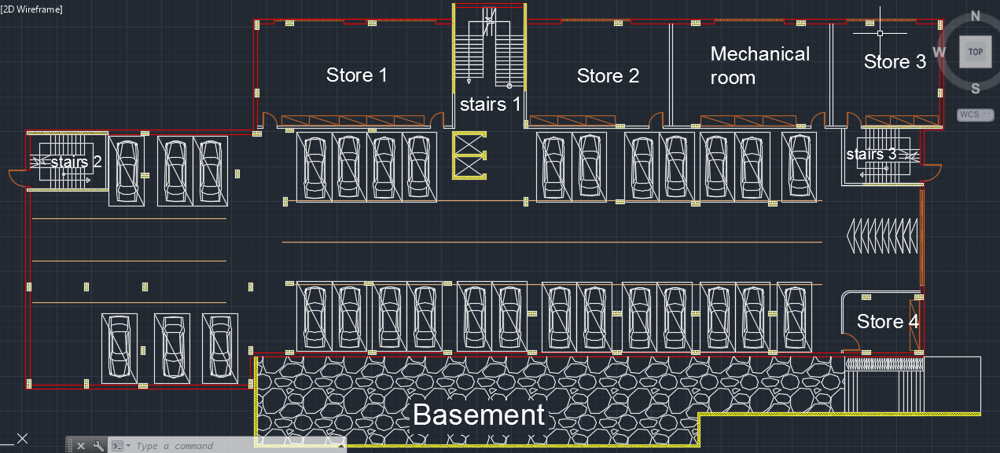 [2D Wireframe]
N
W
TOP
S
WCS
Store 1
stairs 1
Store 2
Mechanical
room
Store 3
stairs 2
stairs 3
Store 4
Basement
Type a command